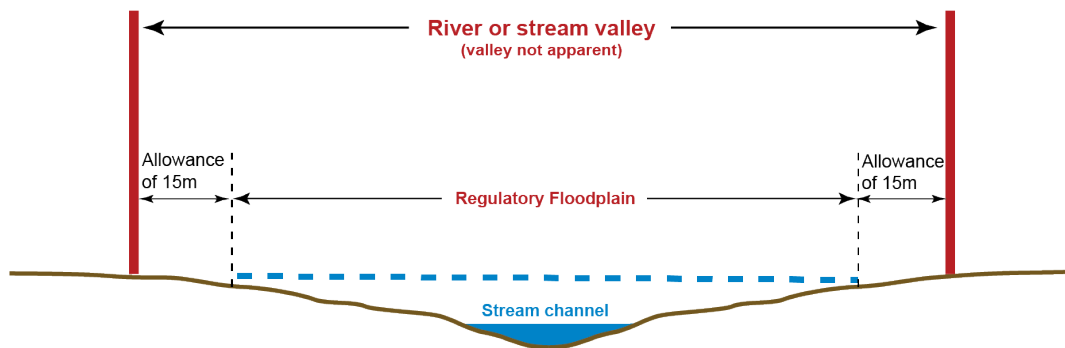 River or stream valley
(valley not apparent)
Allowance
of 15m
Allowance
of 15m
Regulatory Floodplain
Stream channel